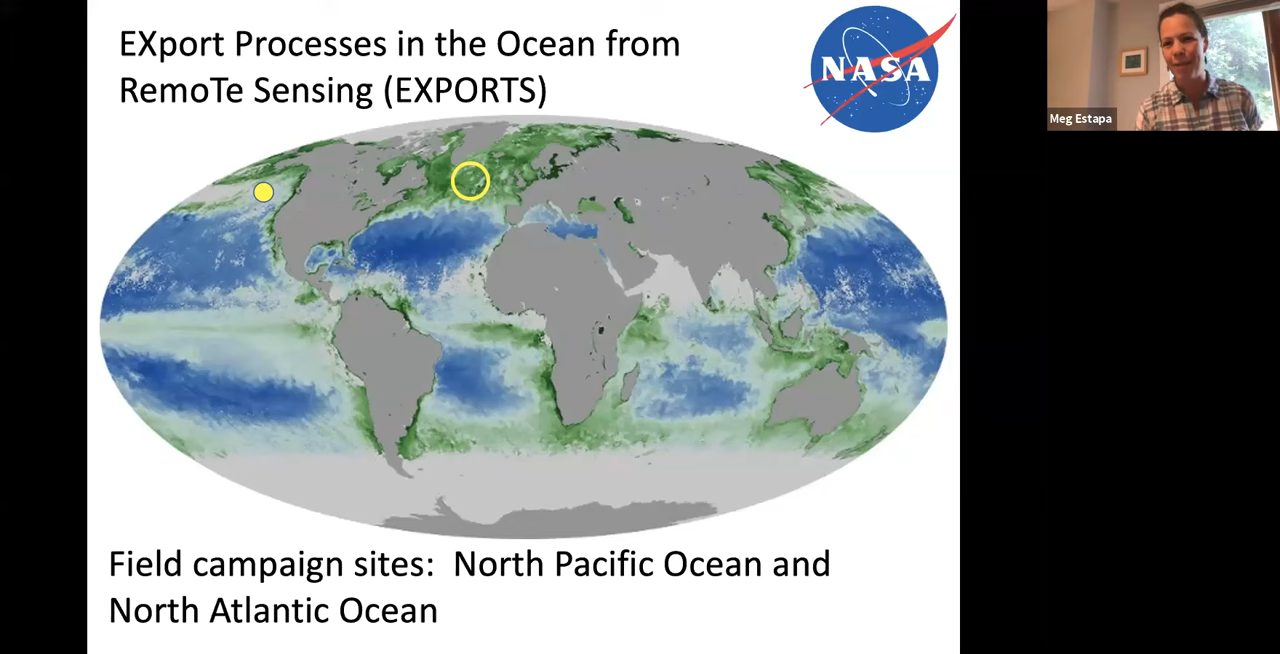 EXport Processes in the Ocean from
RemoTe Sensing (EXPORTS)
NASA
Meg Estapa
Field campaign sites:  North Pacific Ocean and
North Atlantic Ocean